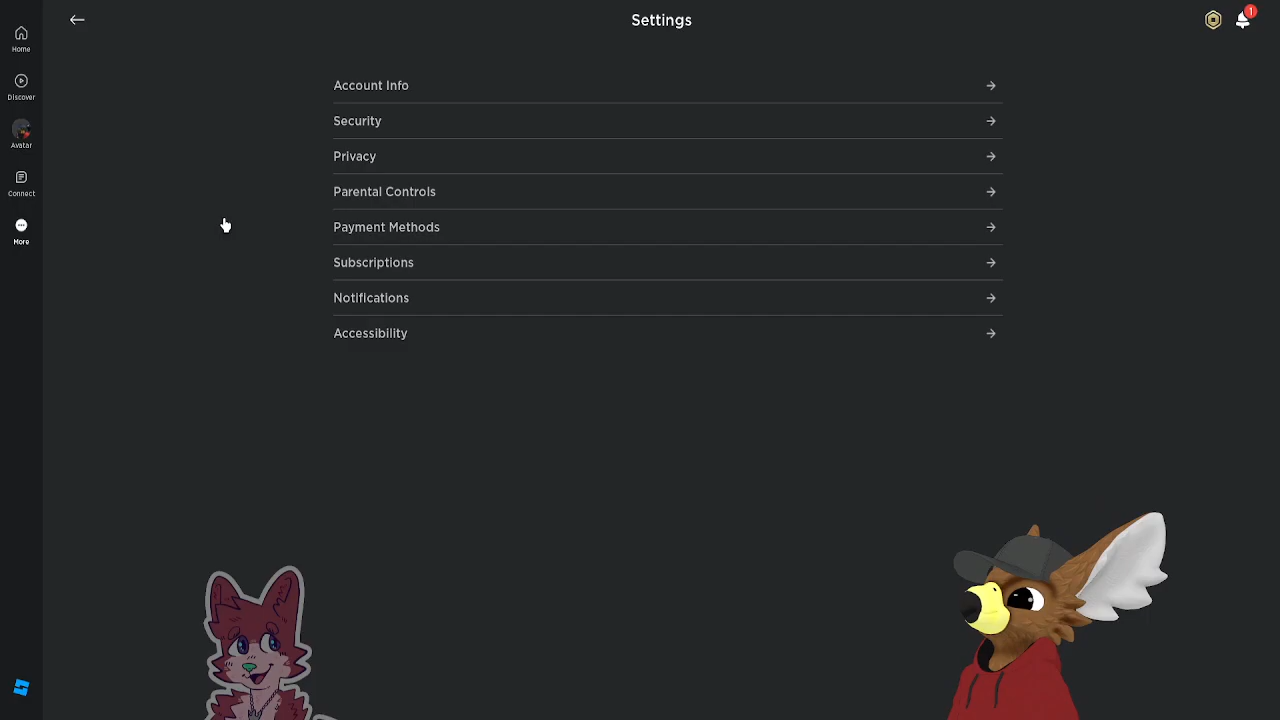 Settings
1
Home
Discover
Avatar
Connect
More
Account Info
Security
Privacy
Parental Controls
Payment Methods
Subscriptions
Notifications
Accessibility